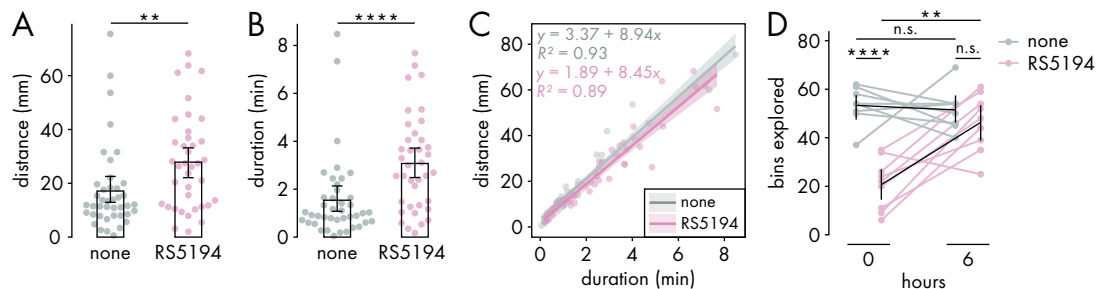 A
**
distance (mm)
60
40
20
0
none
RS5194
B
****
duration (min)
8
6
4
2
0
none
RS5194
C
y = 3.37 + 8.94x
R² = 0.93
y = 1.89 + 8.45x
R² = 0.89
distance (mm)
80
60
40
20
0
none
RS5194
0
2
4
6
8
duration (min)
D
**
n.s.
****
n.s.
none
RS5194
bins explored
80
60
40
20
0
0
6
hours